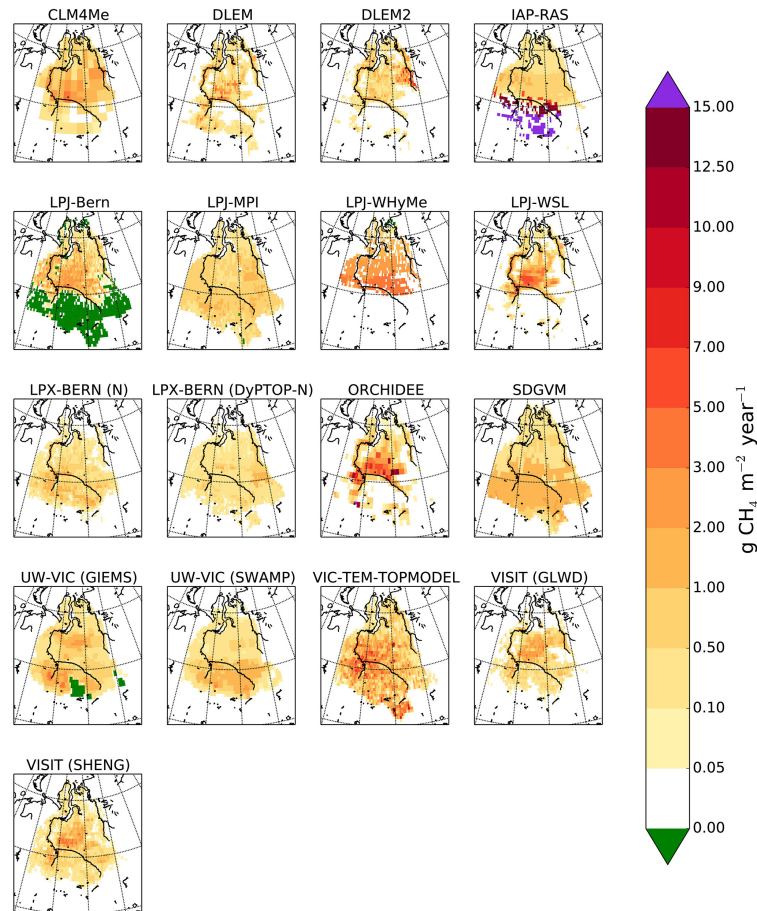 CLM4Me DLEM DLEM2 IAP-RAS
LPJ-Bern LPJ-MPI LPJ-WHyMe LPJ-WSL
LPX-BERN (N) LPX-BERN (DyPTOP-N) ORCHIDEE SDGVM
UW-VIC (GIEMS) UW-VIC (SWAMP) VIC-TEM-TOPMODEL VISIT (GLWD)
VISIT (SHENG)
15.00
12.50
10.00
9.00
7.00
5.00
3.00
2.00
1.00
0.50
0.10
0.05
0.00
g CH₄ m⁻² year⁻¹